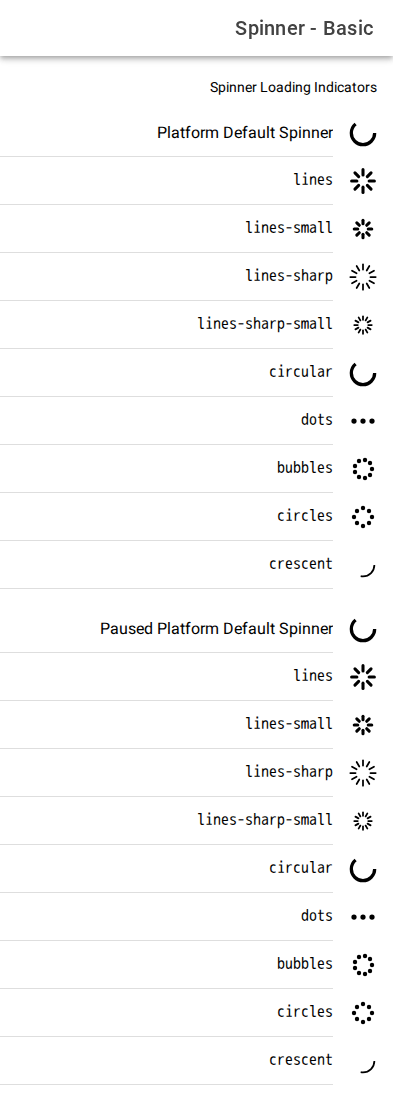 Spinner - Basic
Spinner Loading Indicators
Platform Default Spinner
lines
lines-small
lines-sharp
lines-sharp-small
circular
dots
bubbles
circles
crescent
Paused Platform Default Spinner
lines
lines-small
lines-sharp
lines-sharp-small
circular
dots
bubbles
circles
crescent